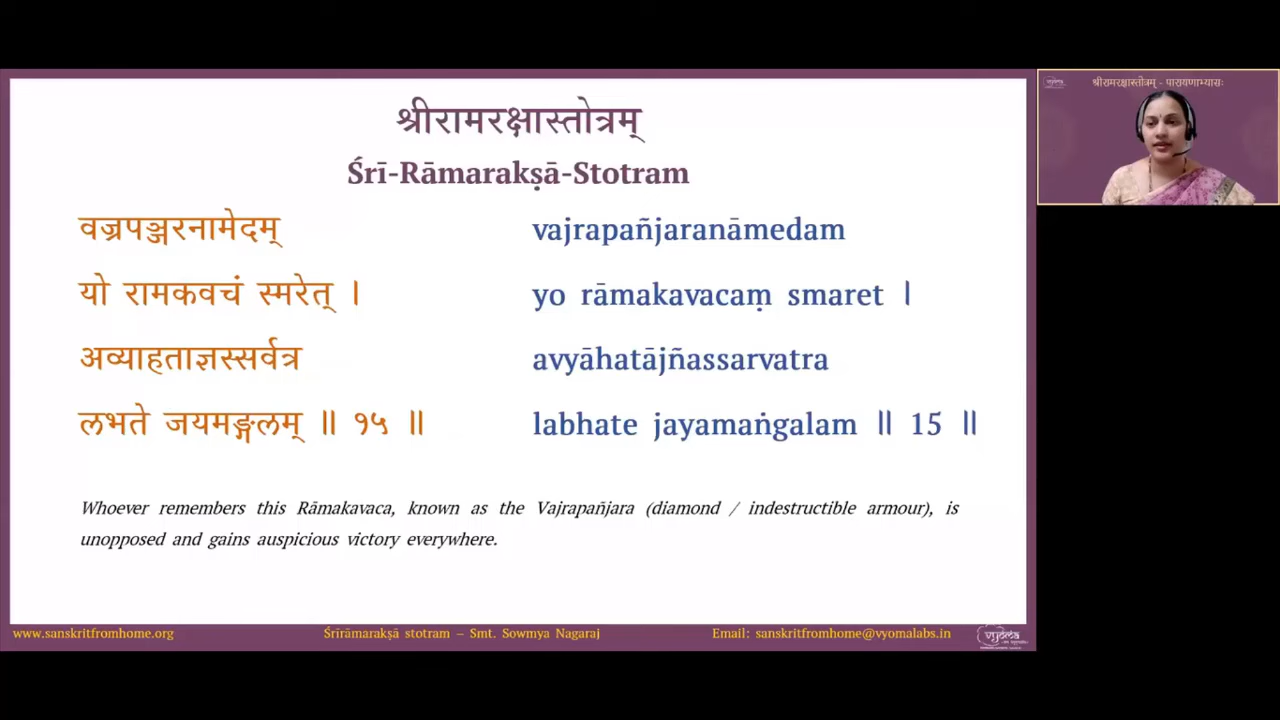 श्रीरामरक्षास्तोत्रम्
Śrī-Rāmarakṣā-Stotram
वज्रपञ्जरनामेदम्
यो रामकवचं स्मरेत् ।
अव्याहताज्ञस्सर्वत्र
लभते जयमङ्गलम् ॥ १५ ॥
vajrapañjaranāmedam
yo rāmakavacaṃ smaret ।
avyāhatājñassarvatra
labhate jayamaṅgalam ॥ 15 ॥
Whoever remembers this Rāmakavaca, known as the Vajrapañjara (diamond / indestructible armour), is
unopposed and gains auspicious victory everywhere.
www.sanskritfromhome.org
Śrīrāmarakṣā stotram – Smt. Sowmya Nagaraj
Email: sanskritfromhome@vyomalabs.in
vyoma
vyoma
श्रीरामरक्षास्तोत्रम् - पारायणाभ्यासः